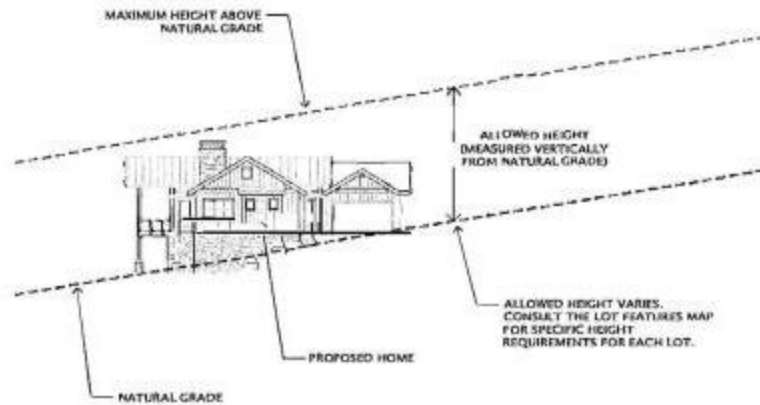 MAXIMUM HEIGHT ABOVE
NATURAL GRADE
ALLOWED HEIGHT
(MEASURED VERTICALLY
FROM NATURAL GRADE)
ALLOWED HEIGHT VARIES.
CONSULT THE LOT FEATURES MAP
FOR SPECIFIC HEIGHT
REQUIREMENTS FOR EACH LOT.
PROPOSED HOME
NATURAL GRADE